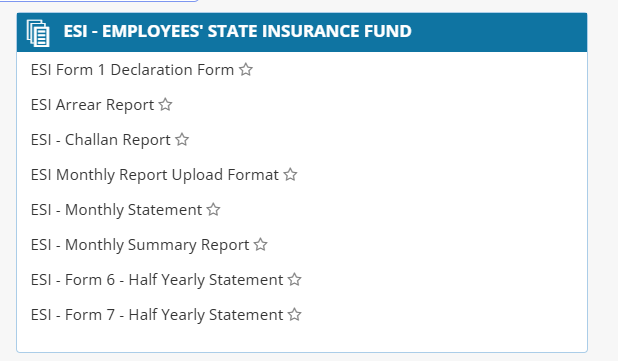 ESI - EMPLOYEES' STATE INSURANCE FUND
ESI Form 1 Declaration Form
ESI Arrear Report
ESI - Challan Report
ESI Monthly Report Upload Format
ESI - Monthly Statement
ESI - Monthly Summary Report
ESI - Form 6 - Half Yearly Statement
ESI - Form 7 - Half Yearly Statement